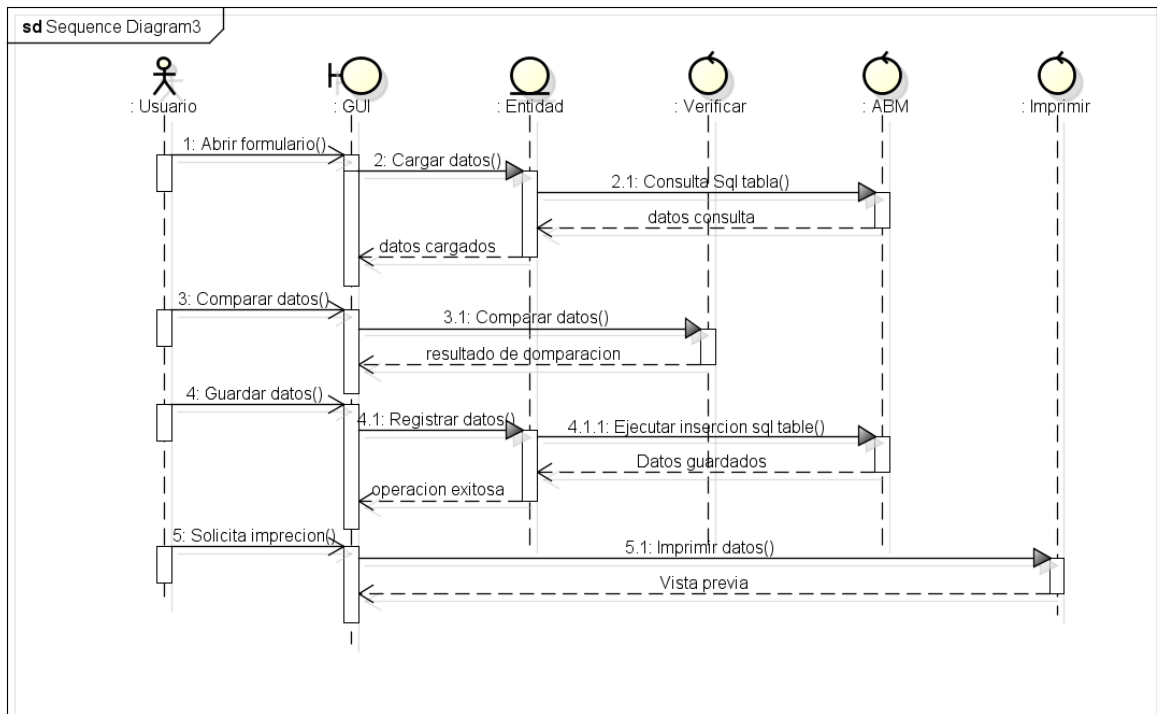 sd Sequence Diagram3
: Usuario
: GUI
: Entidad
: Verificar
: ABM
: Imprimir
1: Abrir formulario()
2: Cargar datos()
2.1: Consulta Sql tabla()
datos consulta
datos cargados
3: Comparar datos()
3.1: Comparar datos()
resultado de comparacion
4: Guardar datos()
4.1: Registrar datos()
4.1.1: Ejecutar insercion sql table()
Datos guardados
operacion exitosa
5: Solicita imprecion()
5.1: Imprimir datos()
Vista previa